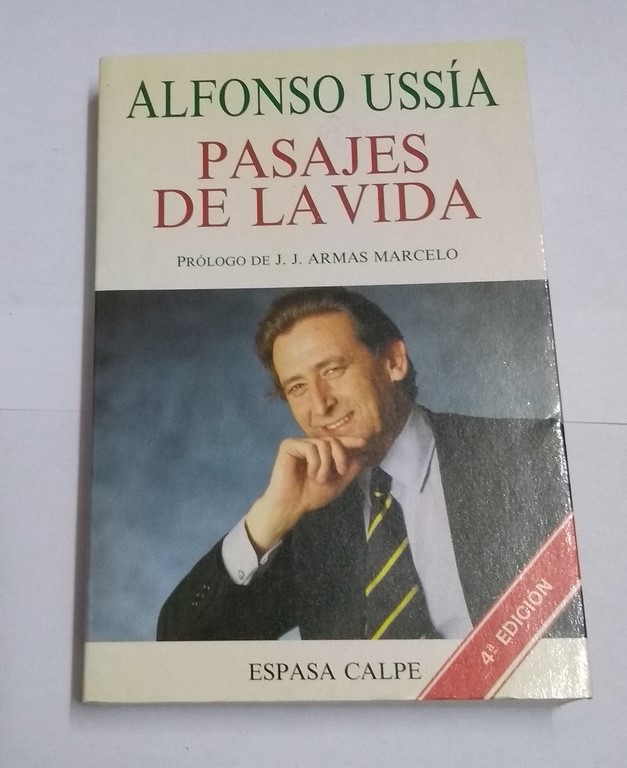 ALFONSO USSÍA
PASAJES
DE LA VIDA
PRÓLOGO DE J. J. ARMAS MARCELO
4ª EDICIÓN
ESPASA CALPE